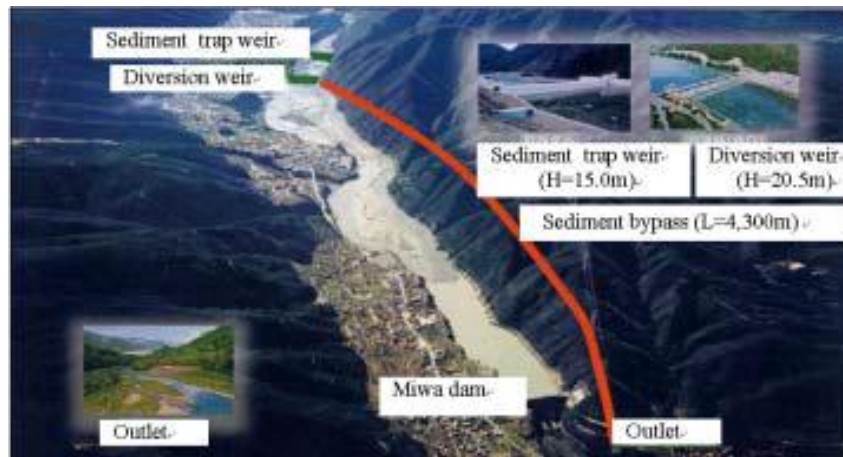 Sediment trap weir
Diversion weir
Sediment trap weir
(H=15.0m)
Diversion weir
(H=20.5m)
Sediment bypass (L=4,300m)
Miwa dam
Outlet
Outlet